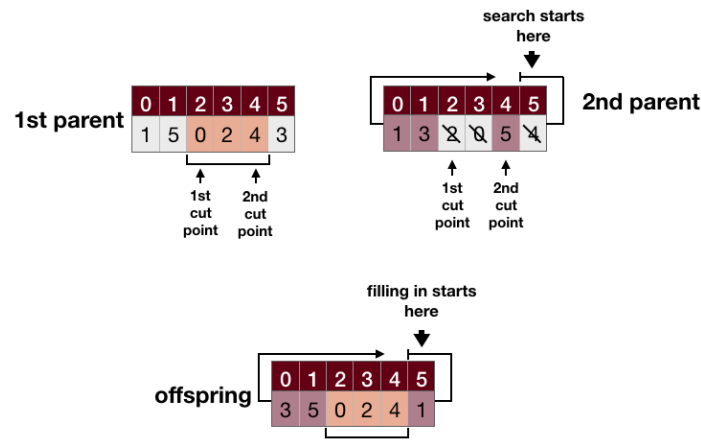 search starts
here
0 1 2 3 4 5
1st parent
1 5 0 2 4 3
0 1 2 3 4 5
2nd parent
1 3 2 0 5 4
1st
cut
point
2nd
cut
point
1st
cut
point
2nd
cut
point
filling in starts
here
0 1 2 3 4 5
offspring
3 5 0 2 4 1